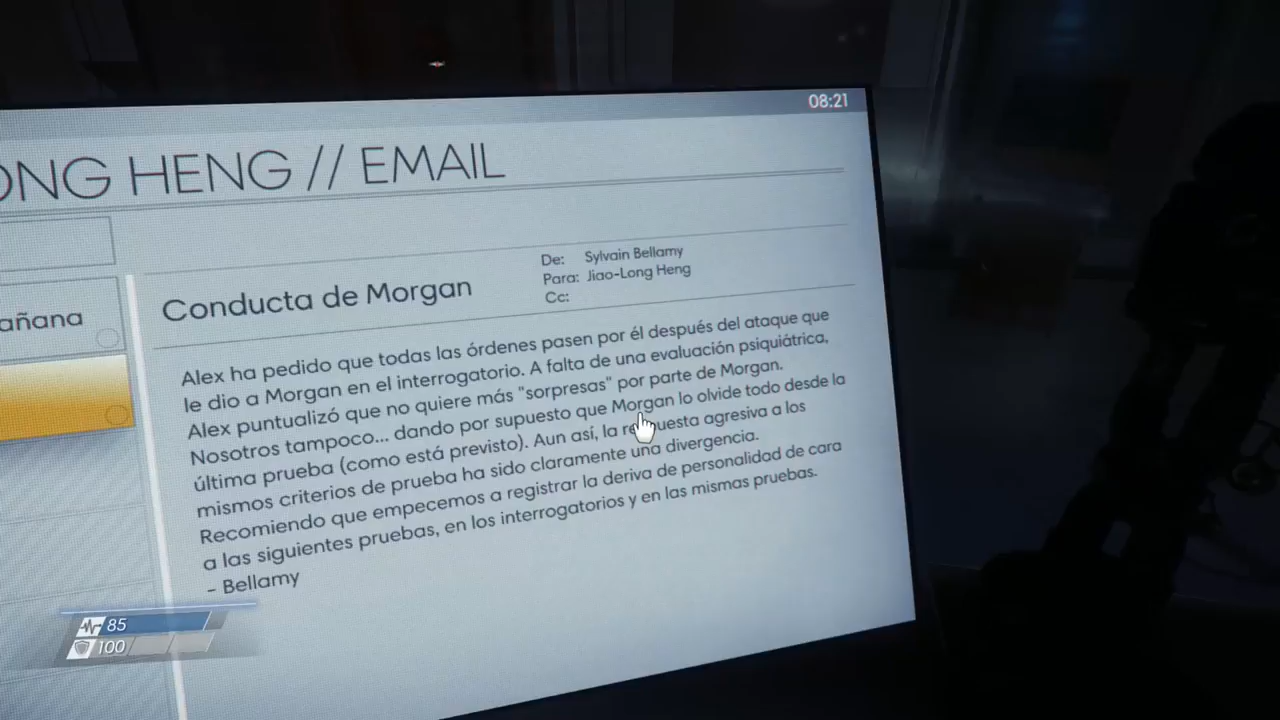 08:21
ONG HENG // EMAIL
añana
De: Sylvain Bellamy
Para: Jiao-Long Heng
Cc:
Conducta de Morgan
Alex ha pedido que todas las órdenes pasen por él después del ataque que
le dio a Morgan en el interrogatorio. A falta de una evaluación psiquiátrica,
Alex puntualizó que no quiere más "sorpresas" por parte de Morgan.
Nosotros tampoco... dando por supuesto que Morgan lo olvide todo desde la
última prueba (como está previsto). Aun así, la respuesta agresiva a los
mismos criterios de prueba ha sido claramente una divergencia.
Recomiendo que empecemos a registrar la deriva de personalidad de cara
a las siguientes pruebas, en los interrogatorios y en las mismas pruebas.
– Bellamy
85
100